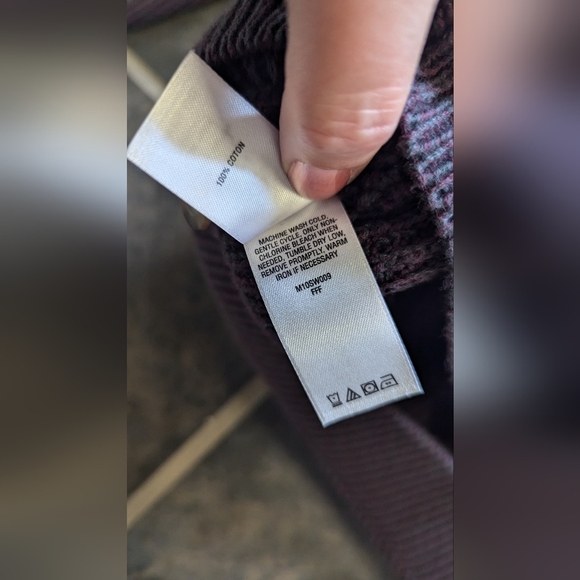 100% COTON
MACHINE WASH COLD,
GENTLE CYCLE, ONLY NON-
CHLORINE BLEACH WHEN
NEEDED, TUMBLE DRY LOW,
REMOVE PROMPTLY, WARM
IRON IF NECESSARY
M10SW009
FFF